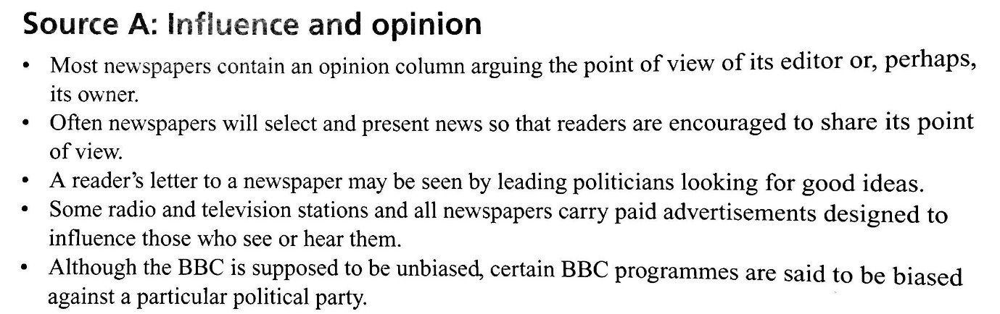 Source A: Influence and opinion
• Most newspapers contain an opinion column arguing the point of view of its editor or, perhaps,
its owner.
• Often newspapers will select and present news so that readers are encouraged to share its point
of view.
• A reader's letter to a newspaper may be seen by leading politicians looking for good ideas.
• Some radio and television stations and all newspapers carry paid advertisements designed to
influence those who see or hear them.
• Although the BBC is supposed to be unbiased, certain BBC programmes are said to be biased
against a particular political party.